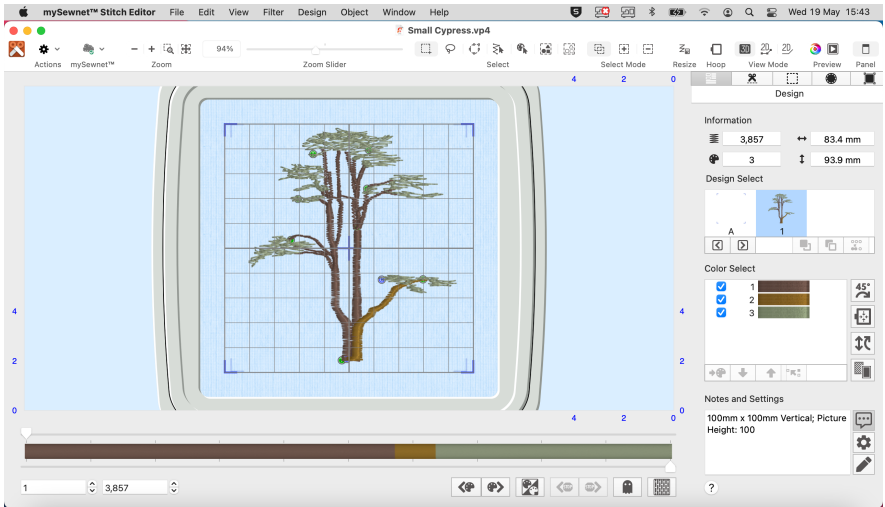 mySewnet™ Stitch Editor File Edit View Filter Design Object Window Help Wed 19 May 15:43
Small Cypress.vp4
94%
Actions mySewnet™ Zoom Zoom Slider Select Select Mode Resize Hoop View Mode Preview Panel
3D 2D 2D
4 2 0
Design
Information
3,857 83.4 mm
3 93.9 mm
Design Select
A 1
Color Select
1
2
3
45°
4 4
2 2
0 0
4 2 0
Notes and Settings
100mm x 100mm Vertical; Picture
Height: 100
1 3,857
?